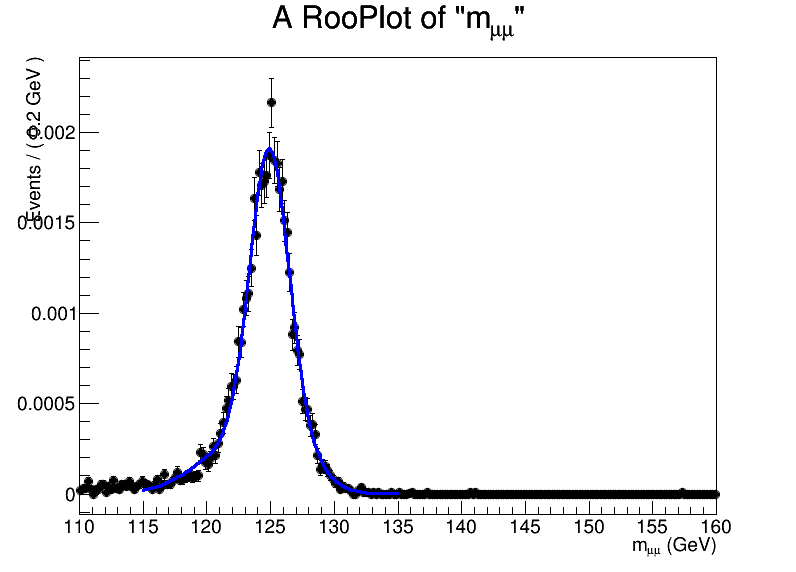 A RooPlot of "mμμ"
Events / ( 0.2 GeV )
0.002
0.0015
0.001
0.0005
0
110 115 120 125 130 135 140 145 150 155 160
mμμ (GeV)